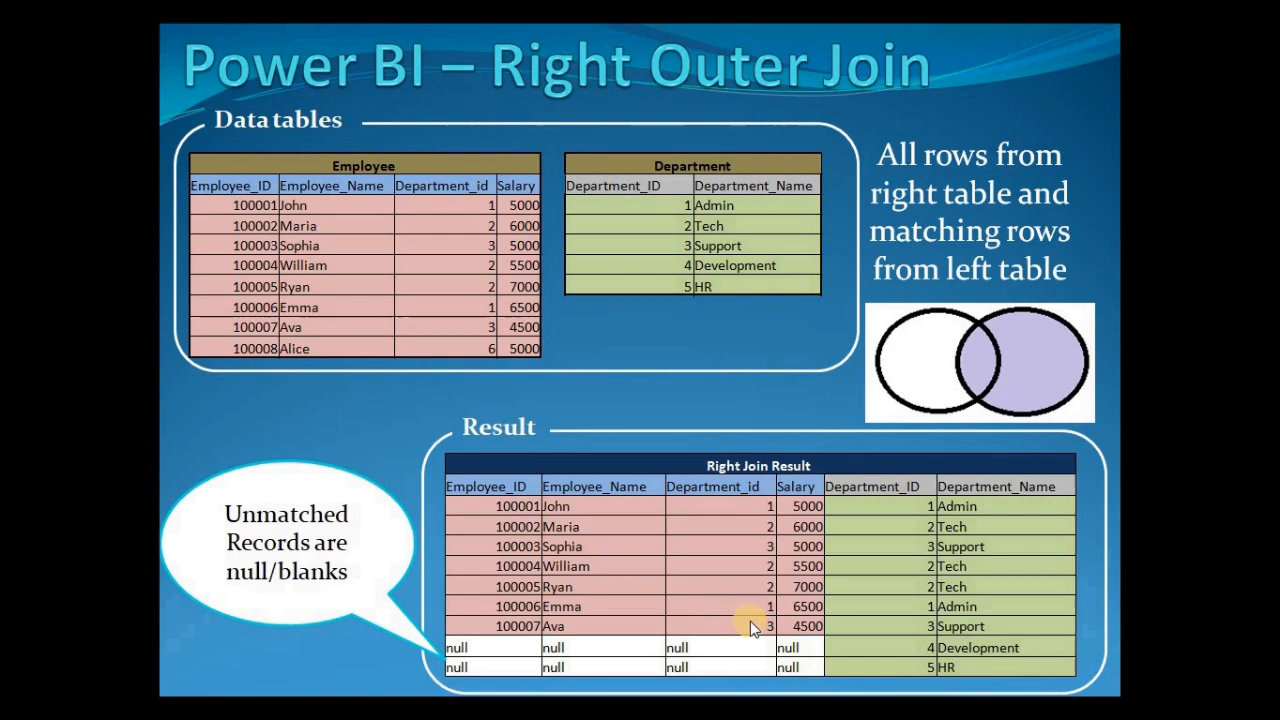 Power BI – Right Outer Join
Data tables
Employee
Employee_ID Employee_Name Department_id Salary
100001 John 1 5000
100002 Maria 2 6000
100003 Sophia 3 5000
100004 William 2 5500
100005 Ryan 2 7000
100006 Emma 1 6500
100007 Ava 3 4500
100008 Alice 6 5000
Department
Department_ID Department_Name
1 Admin
2 Tech
3 Support
4 Development
5 HR
All rows from
right table and
matching rows
from left table
Result
Right Join Result
Employee_ID Employee_Name Department_id Salary Department_ID Department_Name
100001 John 1 5000 1 Admin
100002 Maria 2 6000 2 Tech
100003 Sophia 3 5000 3 Support
100004 William 2 5500 2 Tech
100005 Ryan 2 7000 2 Tech
100006 Emma 1 6500 1 Admin
100007 Ava 3 4500 3 Support
null null null null 4 Development
null null null null 5 HR
Unmatched
Records are
null/blanks